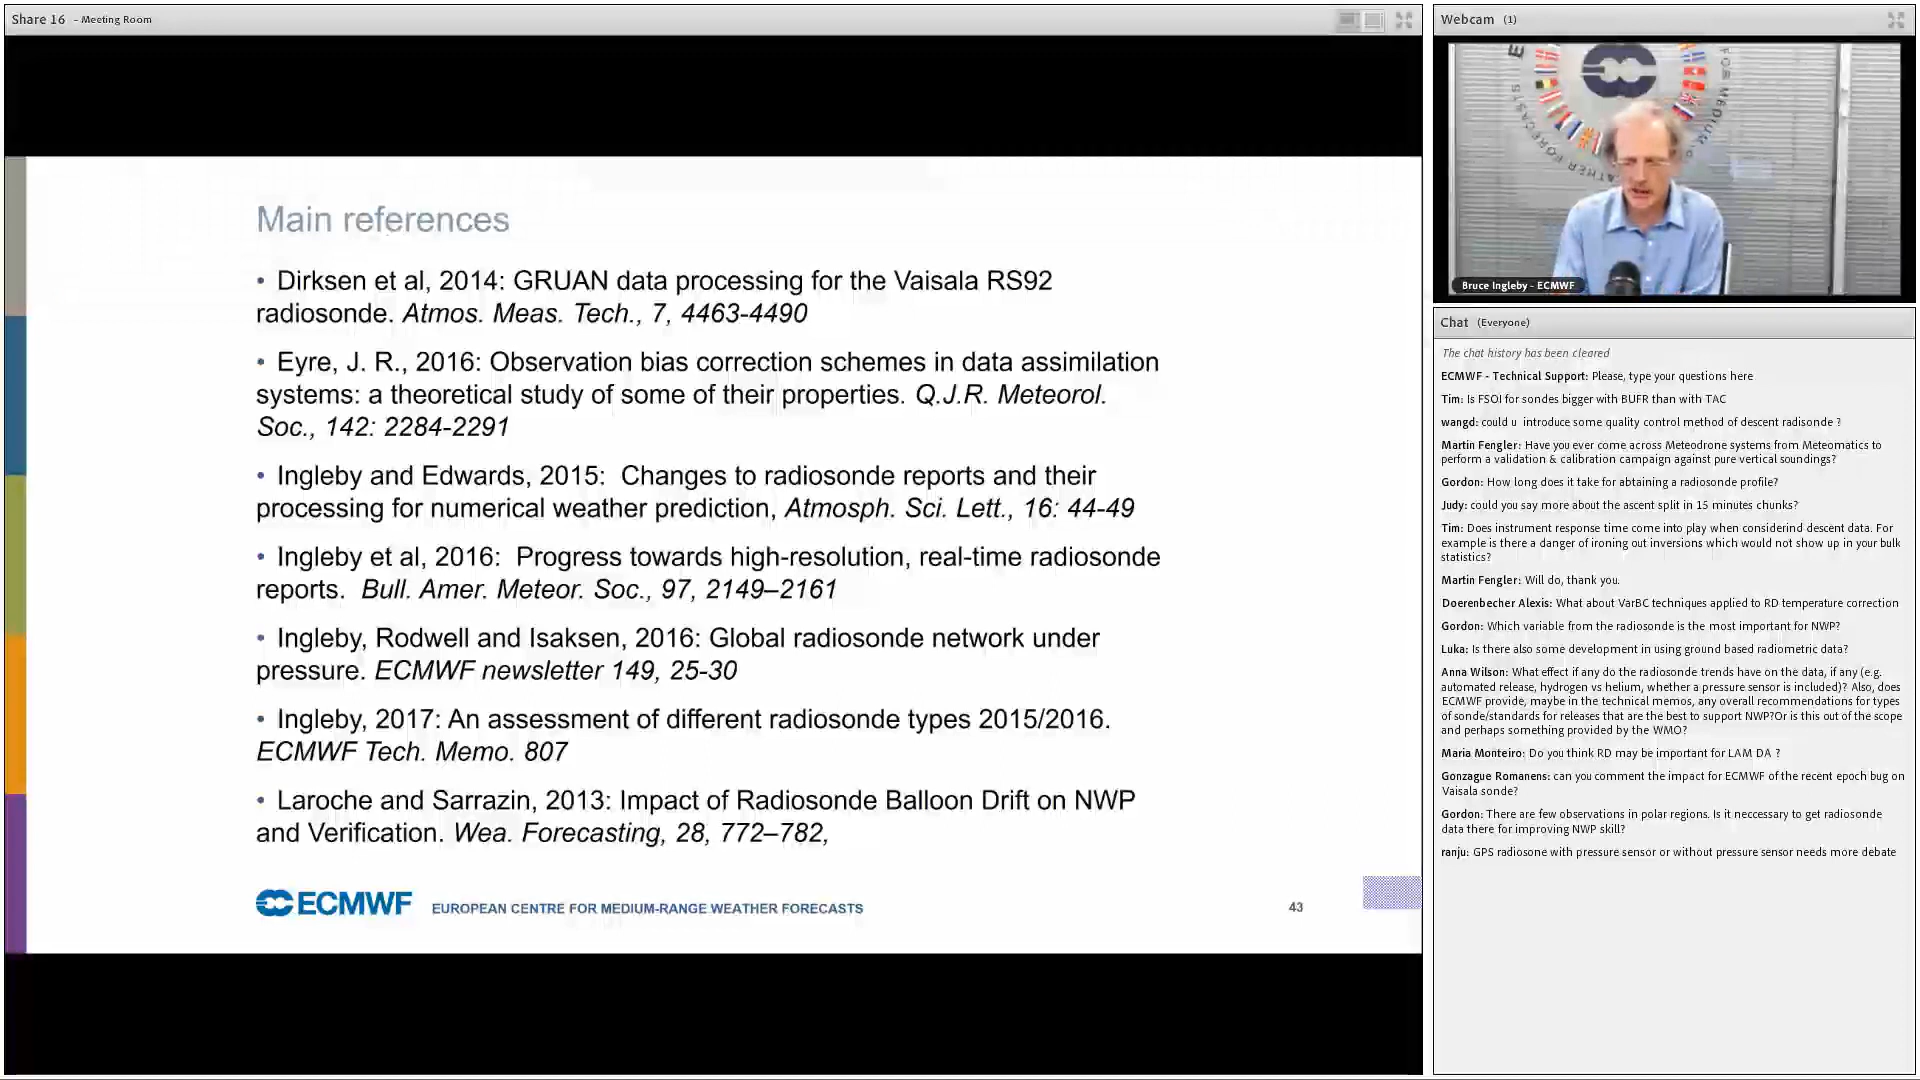 Share 16 - Meeting Room
Main references
• Dirksen et al, 2014: GRUAN data processing for the Vaisala RS92
radiosonde. Atmos. Meas. Tech., 7, 4463-4490
• Eyre, J. R., 2016: Observation bias correction schemes in data assimilation
systems: a theoretical study of some of their properties. Q.J.R. Meteorol.
Soc., 142: 2284-2291
• Ingleby and Edwards, 2015: Changes to radiosonde reports and their
processing for numerical weather prediction, Atmosph. Sci. Lett., 16: 44-49
• Ingleby et al, 2016: Progress towards high-resolution, real-time radiosonde
reports. Bull. Amer. Meteor. Soc., 97, 2149–2161
• Ingleby, Rodwell and Isaksen, 2016: Global radiosonde network under
pressure. ECMWF newsletter 149, 25-30
• Ingleby, 2017: An assessment of different radiosonde types 2015/2016.
ECMWF Tech. Memo. 807
• Laroche and Sarrazin, 2013: Impact of Radiosonde Balloon Drift on NWP
and Verification. Wea. Forecasting, 28, 772–782,
ECMWF EUROPEAN CENTRE FOR MEDIUM-RANGE WEATHER FORECASTS
43
Webcam (1)
FOR MEDIUM
WEATHER FORECASTS
Bruce Ingleby - ECMWF
Chat (Everyone)
The chat history has been cleared
ECMWF - Technical Support: Please, type your questions here
Tim: Is FSOI for sondes bigger with BUFR than with TAC
wangd: could u introduce some quality control method of descent radisonde ?
Martin Fengler: Have you ever come across Meteodrone systems from Meteomatics to
perform a validation & calibration campaign against pure vertical soundings?
Gordon: How long does it take for abtaining a radiosonde profile?
Judy: could you say more about the ascent split in 15 minutes chunks?
Tim: Does instrument response time come into play when considerind descent data. For
example is there a danger of ironing out inversions which would not show up in your bulk
statistics?
Martin Fengler: Will do, thank you.
Doerenbecher Alexis: What about VarBC techniques applied to RD temperature correction
Gordon: Which variable from the radiosonde is the most important for NWP?
Luka: Is there also some development in using ground based radiometric data?
Anna Wilson: What effect if any do the radiosonde trends have on the data, if any (e.g.
automated release, hydrogen vs helium, whether a pressure sensor is included)? Also, does
ECMWF provide, maybe in the technical memos, any overall recommendations for types
of sonde/standards for releases that are the best to support NWP?Or is this out of the scope
and perhaps something provided by the WMO?
Maria Monteiro: Do you think RD may be important for LAM DA ?
Gonzague Romanens: can you comment the impact for ECMWF of the recent epoch bug on
Vaisala sonde?
Gordon: There are few observations in polar regions. Is it neccessary to get radiosonde
data there for improving NWP skill?
ranju: GPS radiosone with pressure sensor or without pressure sensor needs more debate